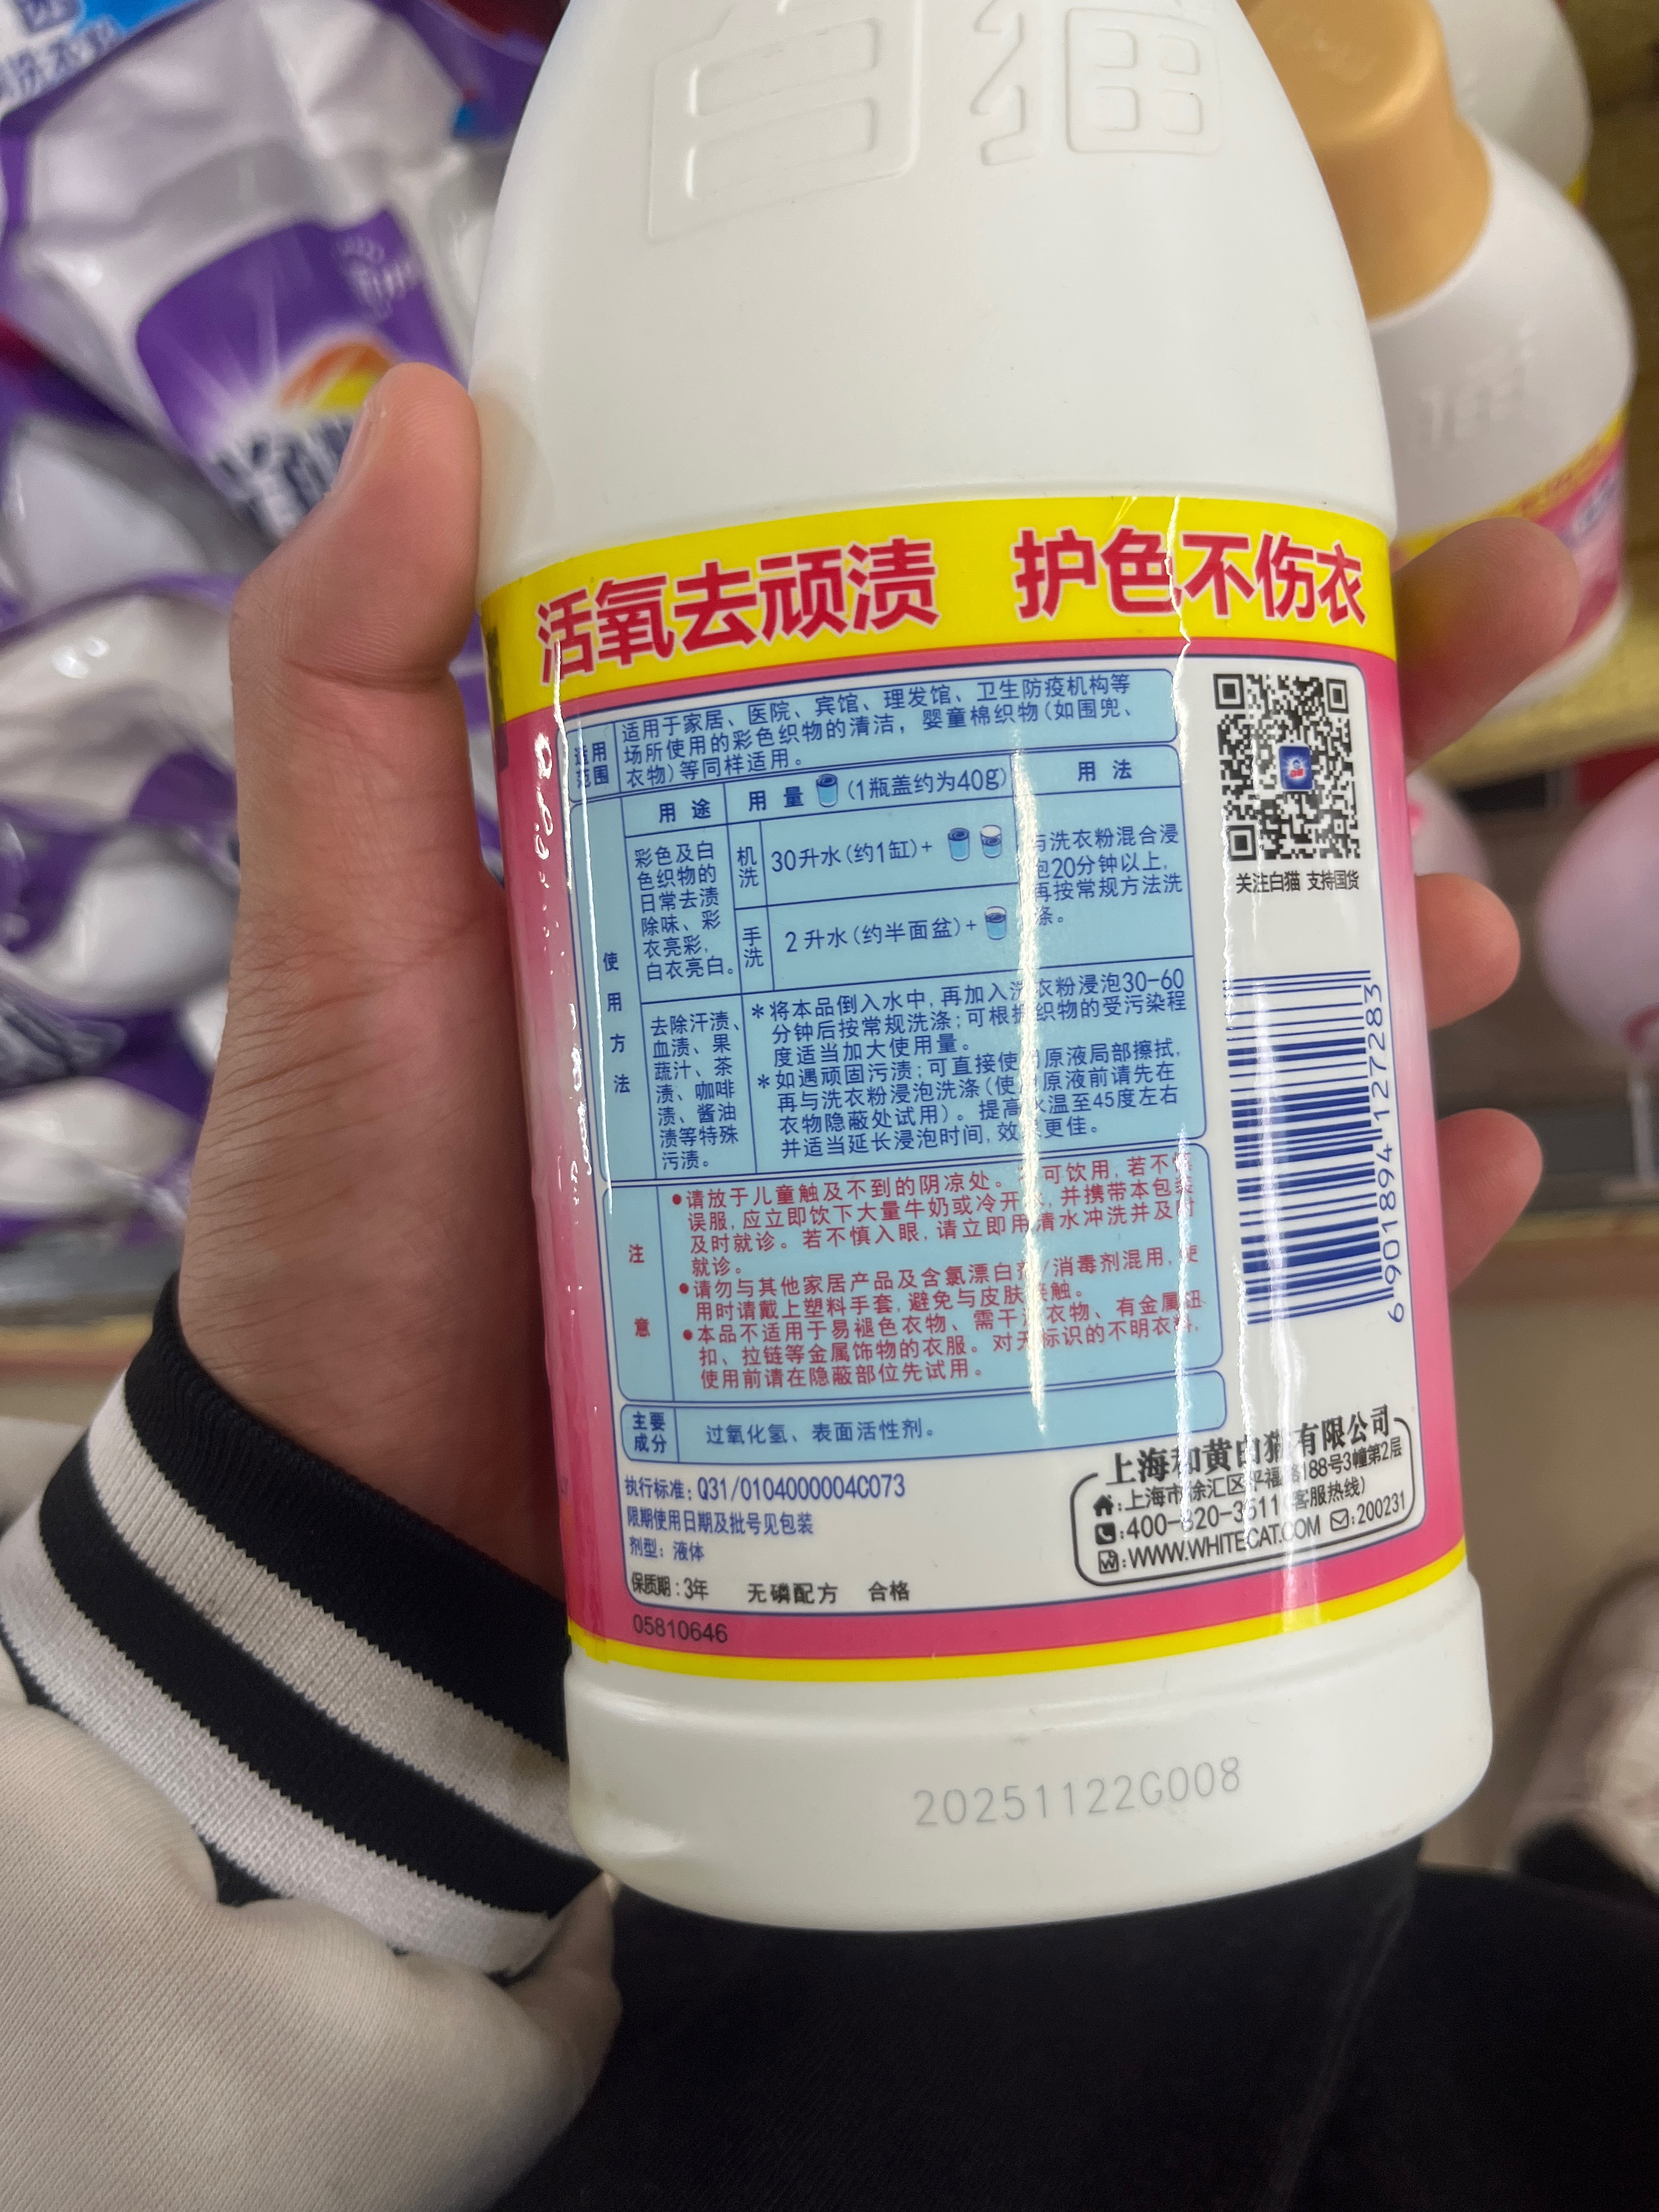 白猫
活氧去顽渍 护色不伤衣
适用范围
适用于家居、医院、宾馆、理发馆、卫生防疫机构等
场所使用的彩色织物的清洁，婴童棉织物(如围兜、
衣物)等同样适用。
使用方法
用途 用量 (1瓶盖约为40g) 用法
彩色及白
色织物的
日常去渍
除味、彩
衣亮彩,
白衣亮白。
机洗
30升水(约1缸)+
手洗
2升水(约半面盆)+
与洗衣粉混合浸
泡20分钟以上,
再按常规方法洗
涤。
去除汗渍、
血渍、果
蔬汁、茶
渍、咖啡
渍、酱油
渍等特殊
污渍。
*将本品倒入水中,再加入洗衣粉浸泡30-60
分钟后按常规洗涤;可根据织物的受污染程
度适当加大使用量。
*如遇顽固污渍;可直接使用原液局部擦拭,
再与洗衣粉浸泡洗涤(使用原液前请先在
衣物隐蔽处试用)。提高水温至45度左右
并适当延长浸泡时间,效果更佳。
注意
●请放于儿童触及不到的阴凉处。不可饮用,若不慎
误服,应立即饮下大量牛奶或冷开水,并携带本包装
及时就诊。若不慎入眼,请立即用清水冲洗并及时
就诊。
●请勿与其他家居产品及含氯漂白剂/消毒剂混用,使
用时请戴上塑料手套,避免与皮肤接触。
●本品不适用于易褪色衣物、需干洗衣物、有金属纽
扣、拉链等金属饰物的衣服。对无标识的不明衣料,
使用前请在隐蔽部位先试用。
主要
成分
过氧化氢、表面活性剂。
执行标准:Q31/0104000004C073
限期使用日期及批号见包装
剂型：液体
保质期:3年 无磷配方 合格
05810646
关注白猫 支持国货
6 901894 127283
上海和黄白猫有限公司
:上海市徐汇区平福路188号3幢第2层
:400-820-3511(客服热线)
:WWW.WHITECAT.COM :200231
20251122G008